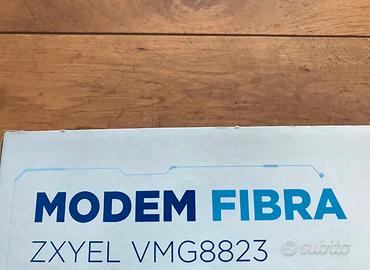 MODEM FIBRA
ZXYEL VMG8823
subito